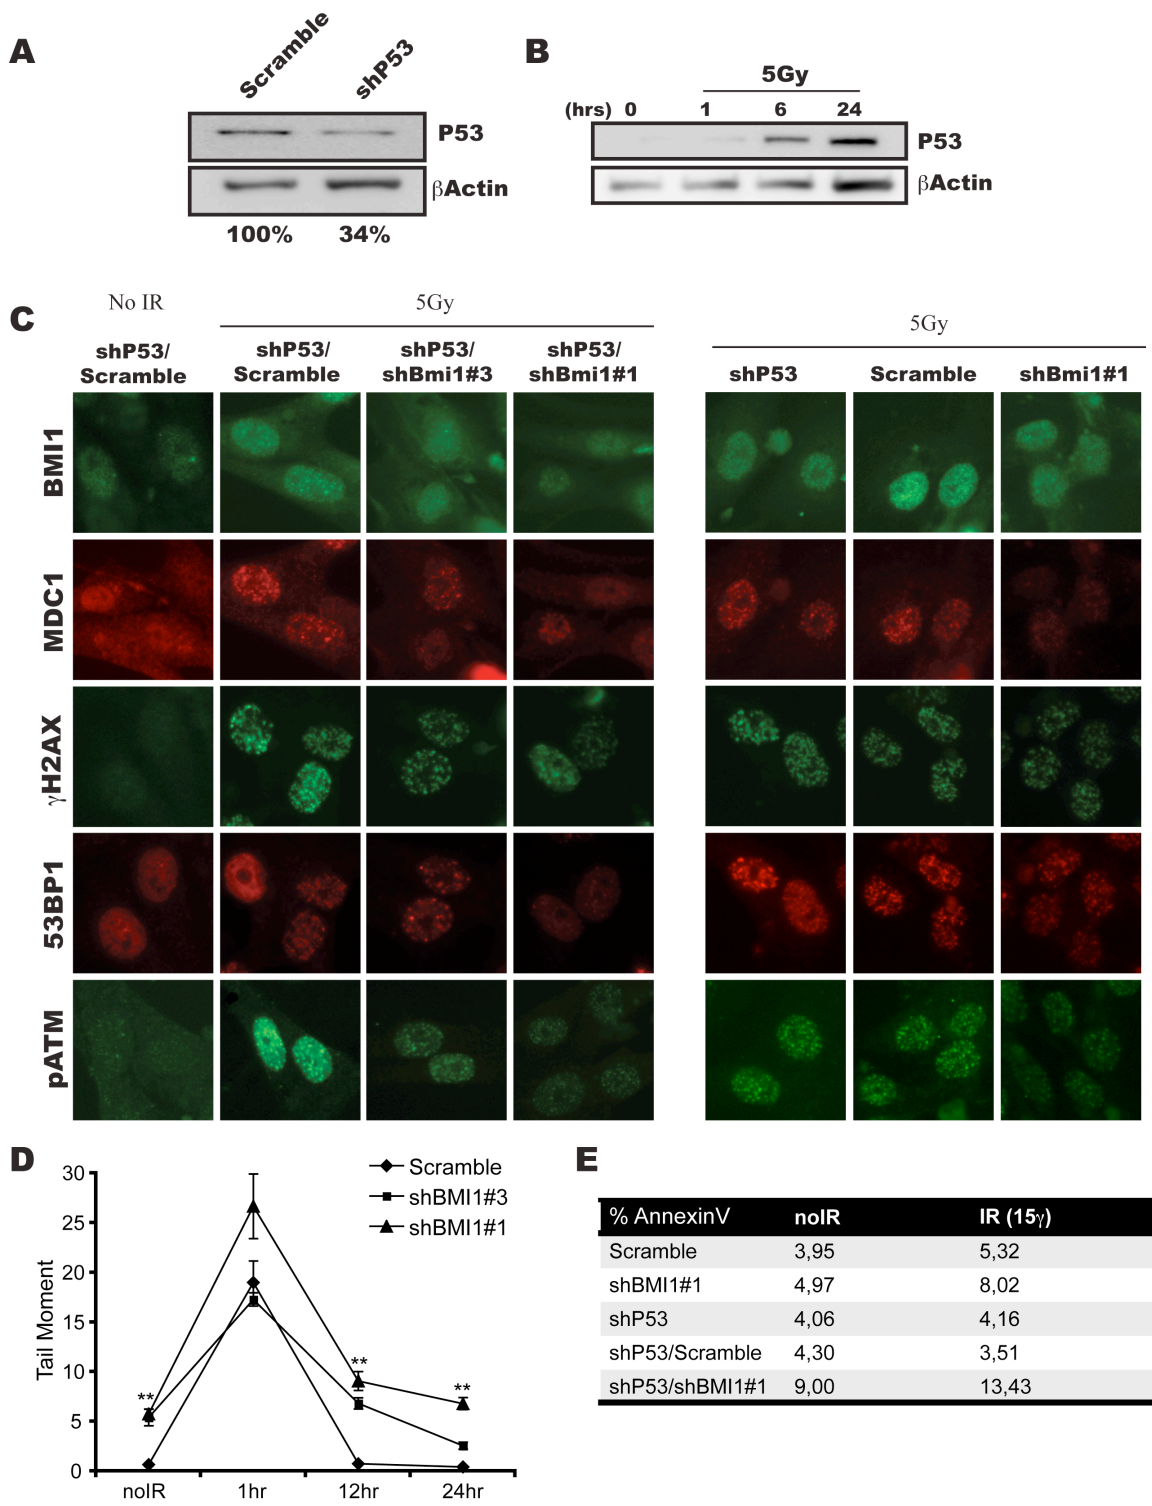 A
Scramble
shP53
P53
βActin
100% 34%
B
5Gy
(hrs) 0 1 6 24
P53
βActin
C
No IR
5Gy
5Gy
shP53/
Scramble
shP53/
Scramble
shP53/
shBmi1#3
shP53/
shBmi1#1
shP53
Scramble
shBmi1#1
BMI1
MDC1
γH2AX
53BP1
pATM
D
Tail Moment
30
25
20
15
10
5
0
Scramble
shBMI1#3
shBMI1#1
**
**
**
noIR 1hr 12hr 24hr
E
% AnnexinV noIR IR (15γ)
Scramble 3,95 5,32
shBMI1#1 4,97 8,02
shP53 4,06 4,16
shP53/Scramble 4,30 3,51
shP53/shBMI1#1 9,00 13,43